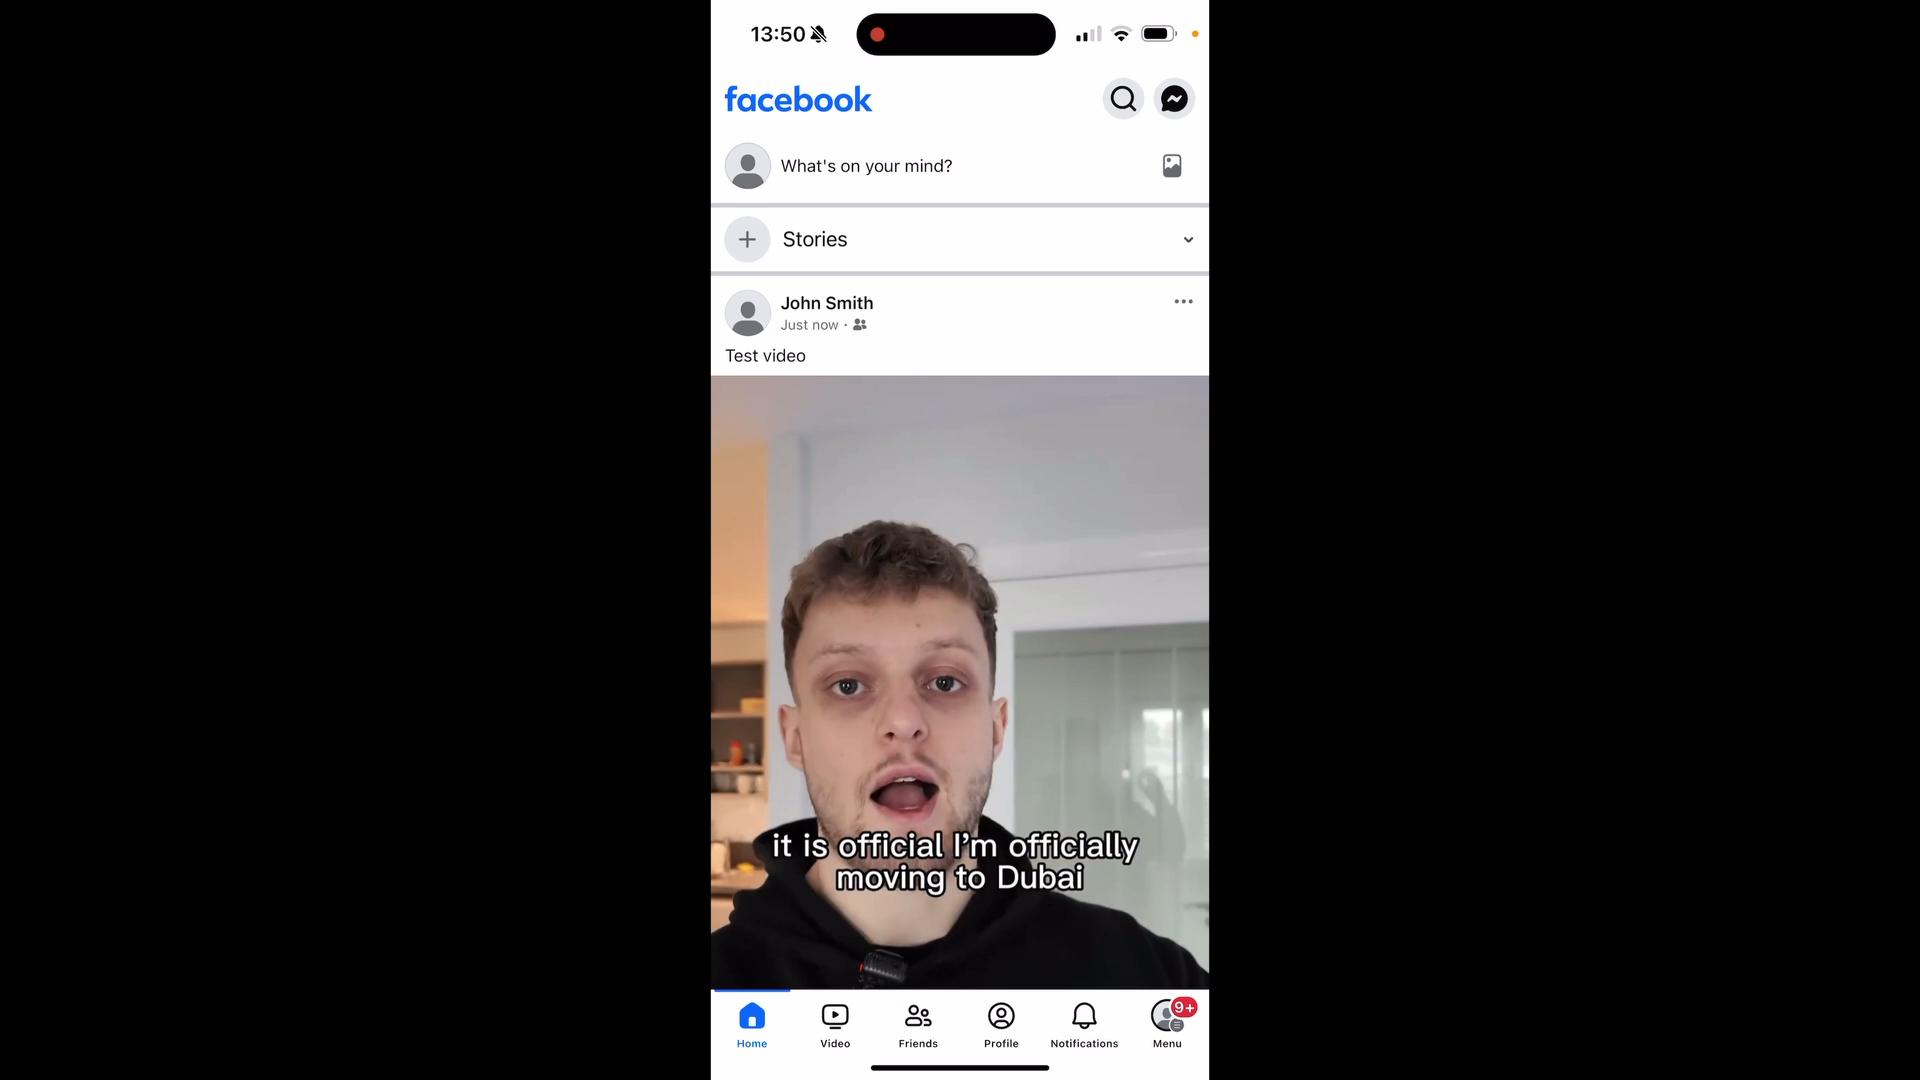 13:50
facebook
What's on your mind?
Stories
John Smith
Just now ·
Test video
it is official I'm officially
moving to Dubai
9+
Home
Video
Friends
Profile
Notifications
Menu